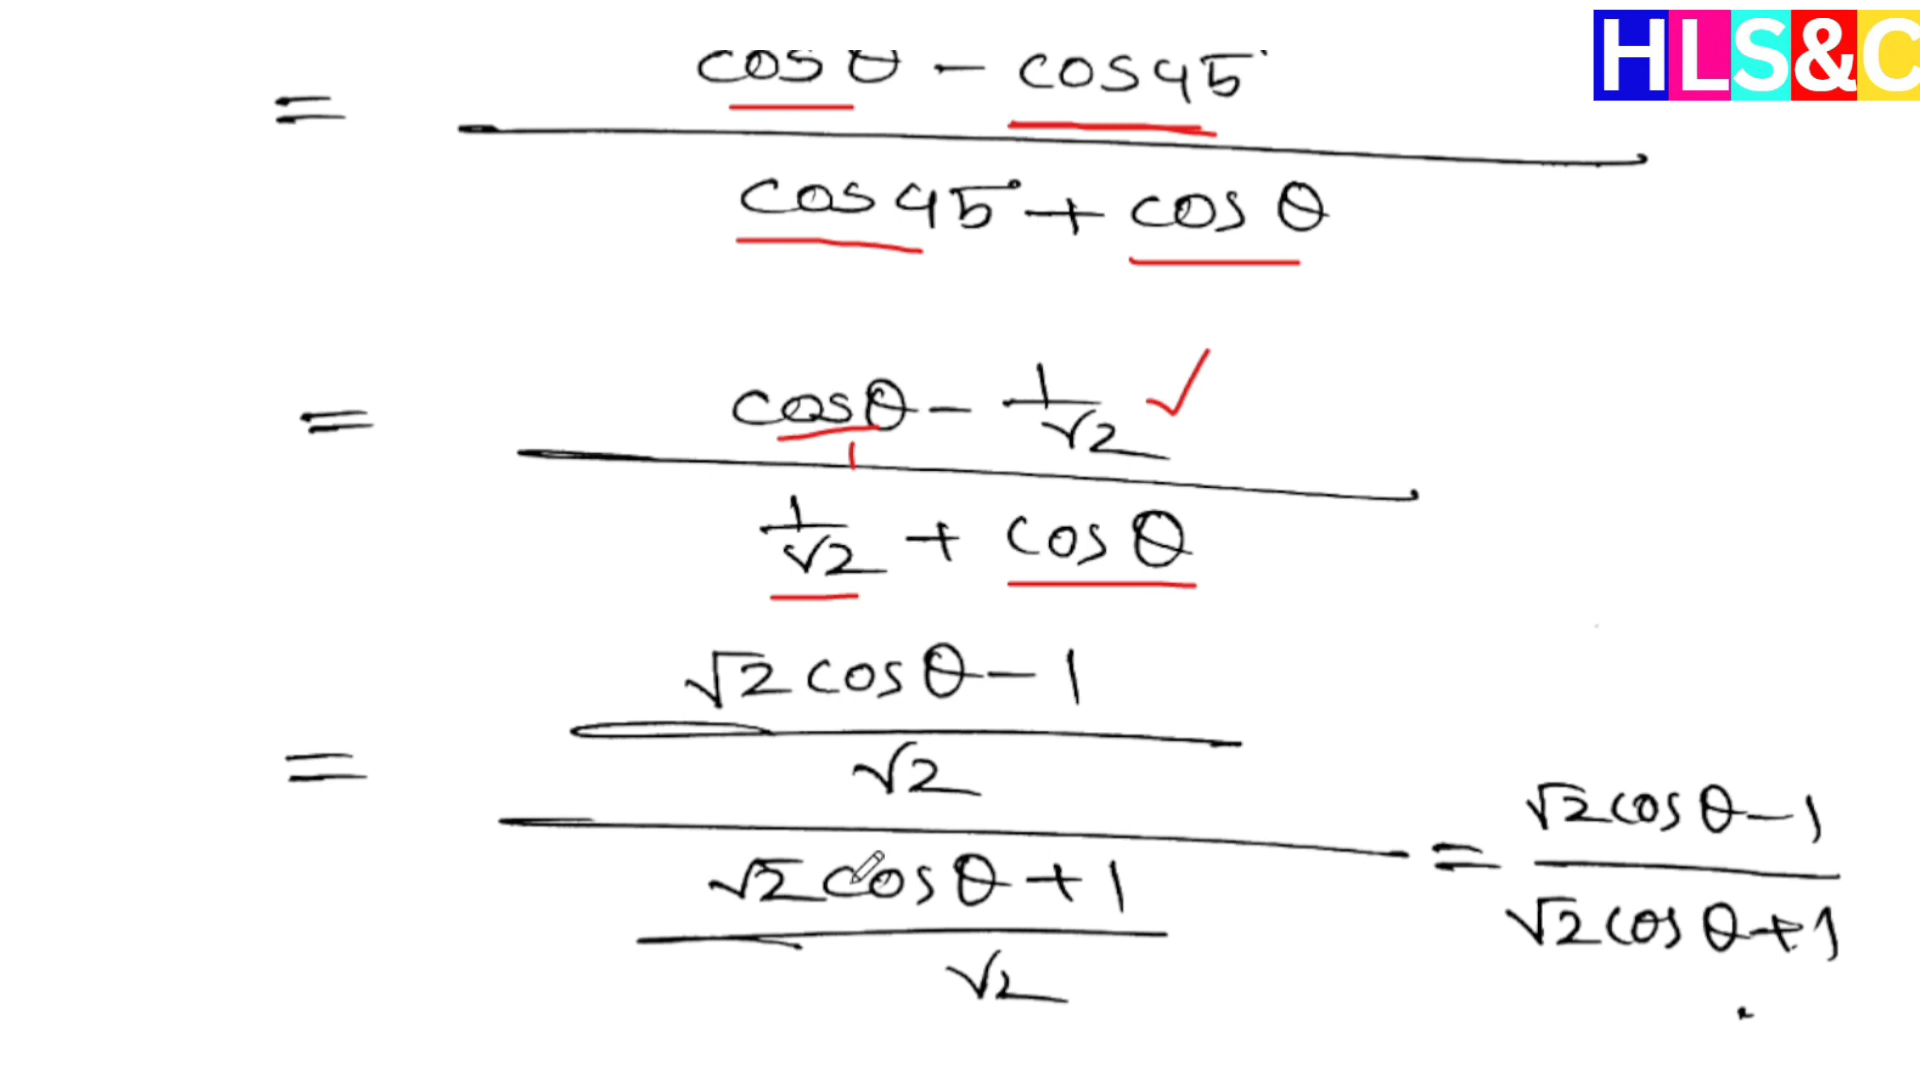 HLS&C
= cos θ - cos 45°
cos 45° + cos θ
= cos θ - 1/√2 ✓
1/√2 + cos θ
√2 cos θ - 1
= √2
√2 cos θ + 1
√2
= √2 cos θ - 1
√2 cos θ + 1